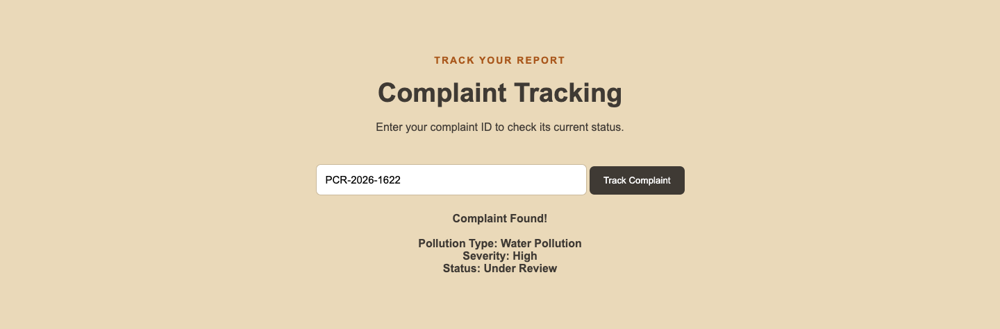 TRACK YOUR REPORT
Complaint Tracking
Enter your complaint ID to check its current status.
PCR-2026-1622
Track Complaint
Complaint Found!
Pollution Type: Water Pollution
Severity: High
Status: Under Review